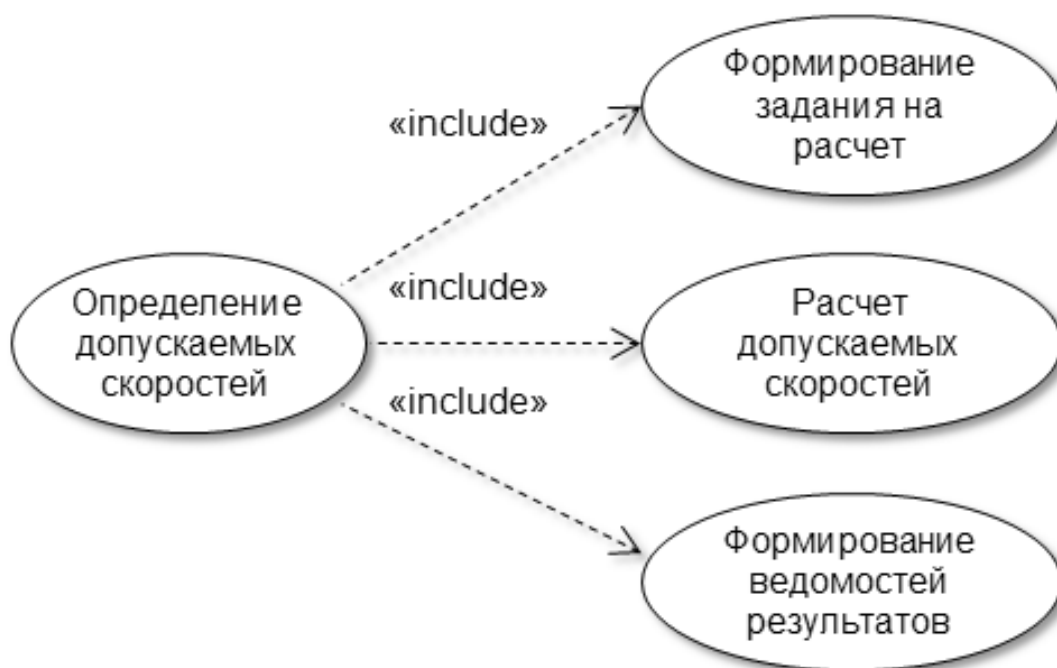 Формирование
задания на
расчет
«include»
«include»
Определение
допускаемых
скоростей
Расчет
допускаемых
скоростей
«include»
Формирование
ведомостей
результатов